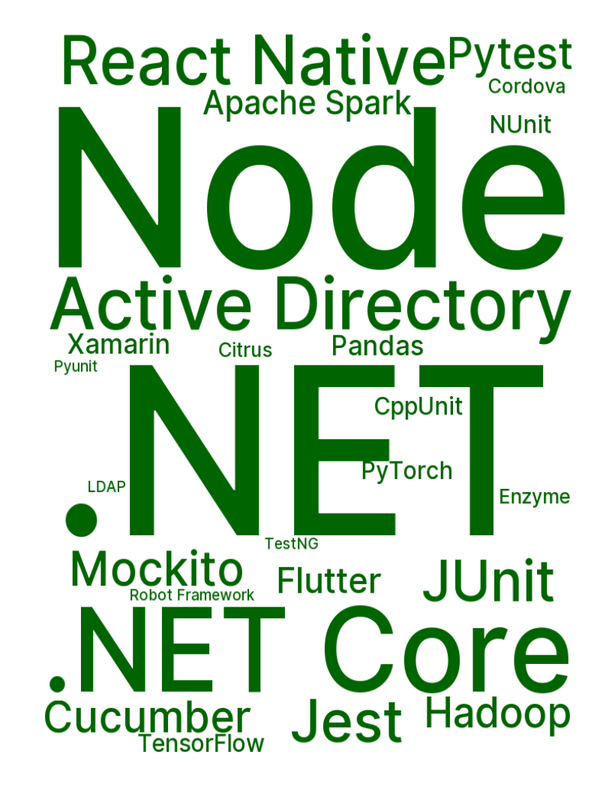 React Native
Pytest
Cordova
Apache Spark
NUnit
Node
Active Directory
Xamarin
Citrus
Pandas
Pyunit
.NET
CppUnit
PyTorch
LDAP
Enzyme
TestNG
Mockito
Flutter
JUnit
Robot Framework
.NET Core
Cucumber
Jest
Hadoop
TensorFlow